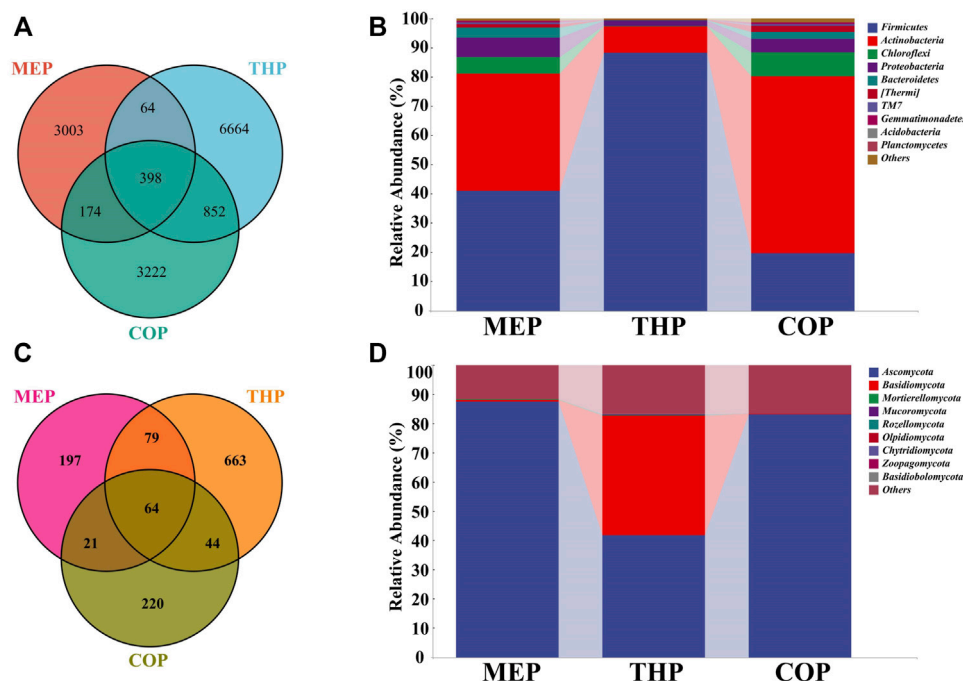 A
MEP
THP
64
3003
6664
398
174
852
3222
COP
B
Relative Abundance (%)
100
90
80
70
60
50
40
30
20
10
0
MEP THP COP
Firmicutes
Actinobacteria
Chloroflexi
Proteobacteria
Bacteroidetes
[Thermi]
TM7
Gemmatimonadetes
Acidobacteria
Planctomycetes
Others
C
MEP
THP
79
197
663
64
21
44
220
COP
D
Relative Abundance (%)
100
90
80
70
60
50
40
30
20
10
0
MEP THP COP
Ascomycota
Basidiomycota
Mortierellomycota
Mucoromycota
Rozellomycota
Olpidiomycota
Chytridiomycota
Zoopagomycota
Basidiobolomycota
Others